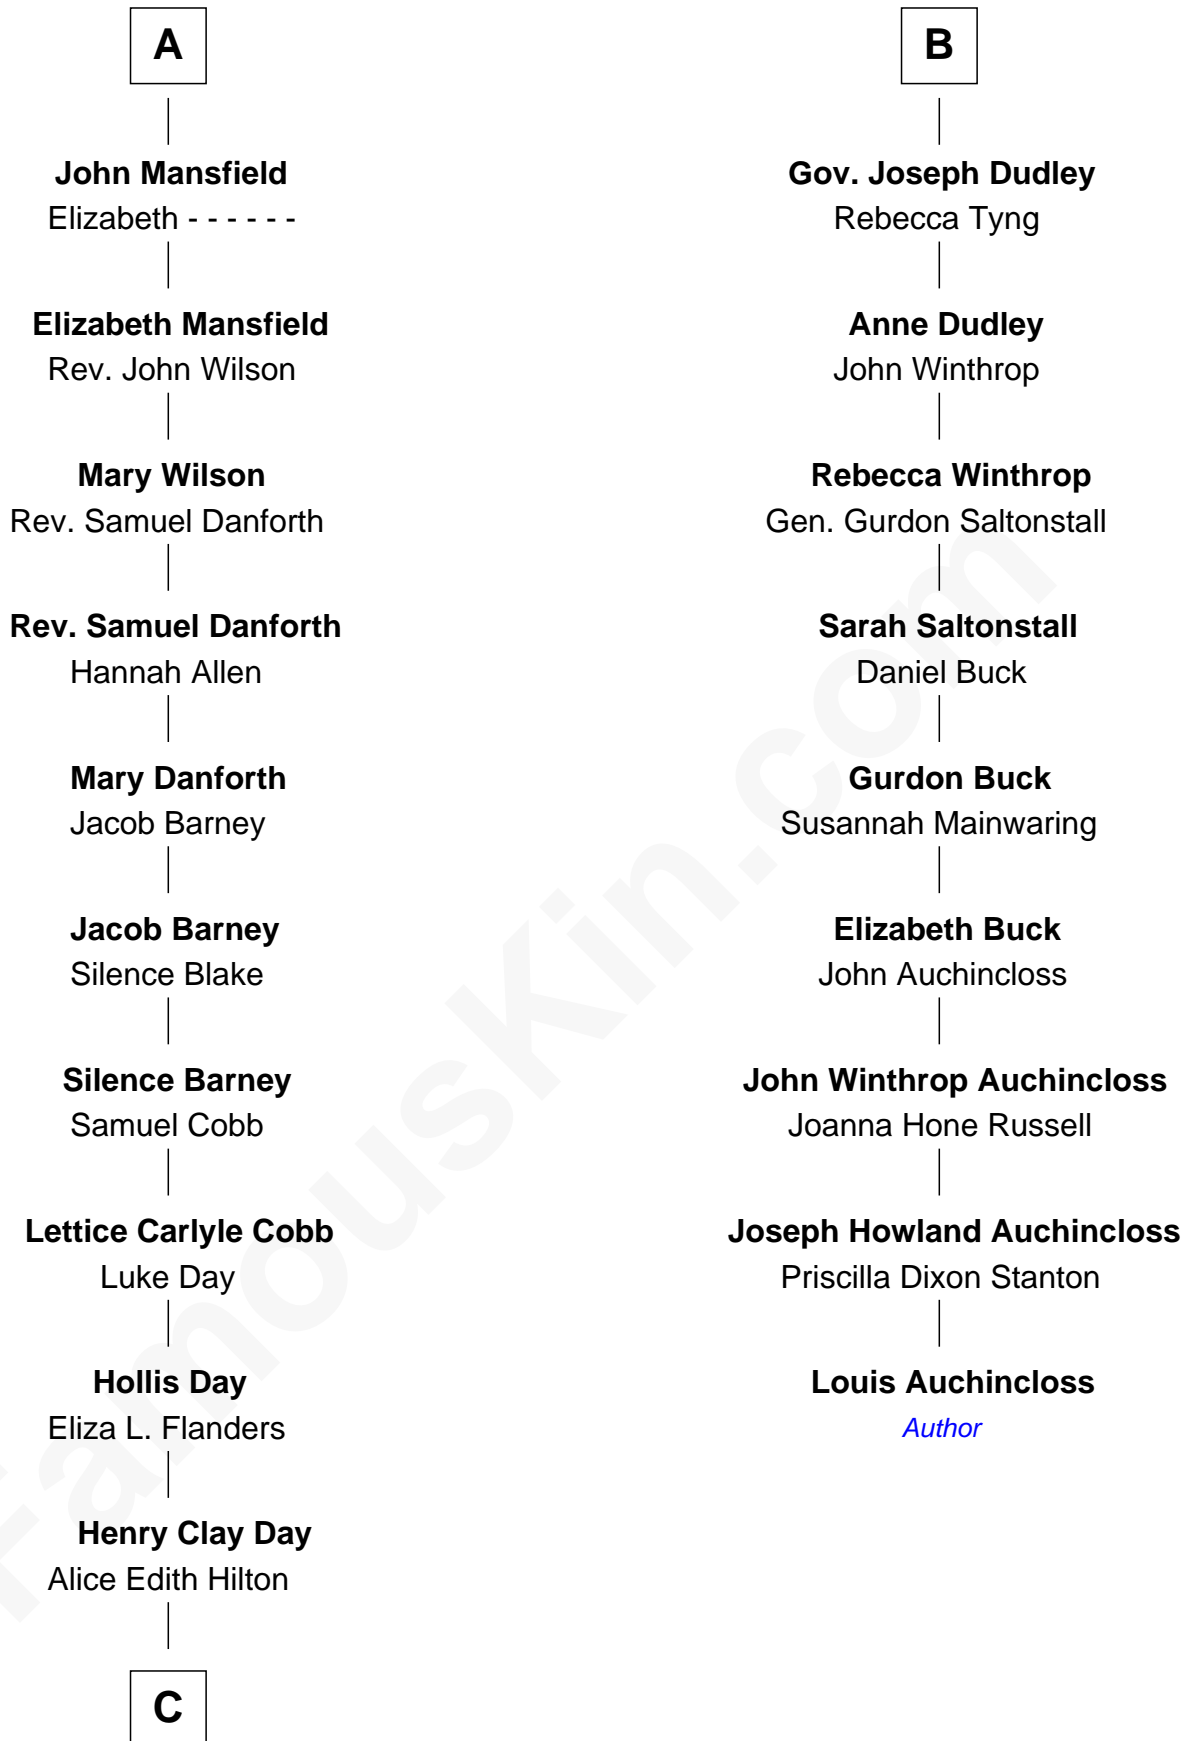 A
John Mansfield
Elizabeth - - - - - -
Elizabeth Mansfield
Rev. John Wilson
Mary Wilson
Rev. Samuel Danforth
Rev. Samuel Danforth
Hannah Allen
Mary Danforth
Jacob Barney
Jacob Barney
Silence Blake
Silence Barney
Samuel Cobb
Lettice Carlyle Cobb
Luke Day
Hollis Day
Eliza L. Flanders
Henry Clay Day
Alice Edith Hilton
C
B
Gov. Joseph Dudley
Rebecca Tyng
Anne Dudley
John Winthrop
Rebecca Winthrop
Gen. Gurdon Saltonstall
Sarah Saltonstall
Daniel Buck
Gurdon Buck
Susannah Mainwaring
Elizabeth Buck
John Auchincloss
John Winthrop Auchincloss
Joanna Hone Russell
Joseph Howland Auchincloss
Priscilla Dixon Stanton
Louis Auchincloss
Author
FamousKin.com